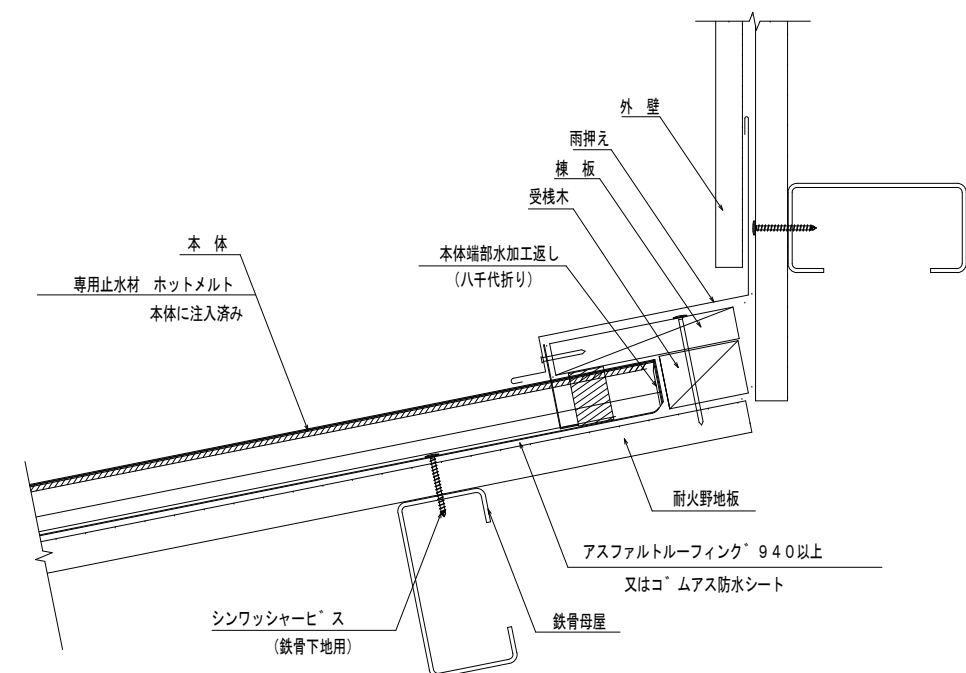 外　壁
雨押え
棟　板
受桟木
本体端部水加工返し
(八千代折り)
本　体
専用止水材　ホットメルト
本体に注入済み
耐火野地板
アスファルトルーフィング゛９４０以上
又はコ゛ムアス防水シート
シンワッシャーヒ゛ス
(鉄骨下地用)
鉄骨母屋